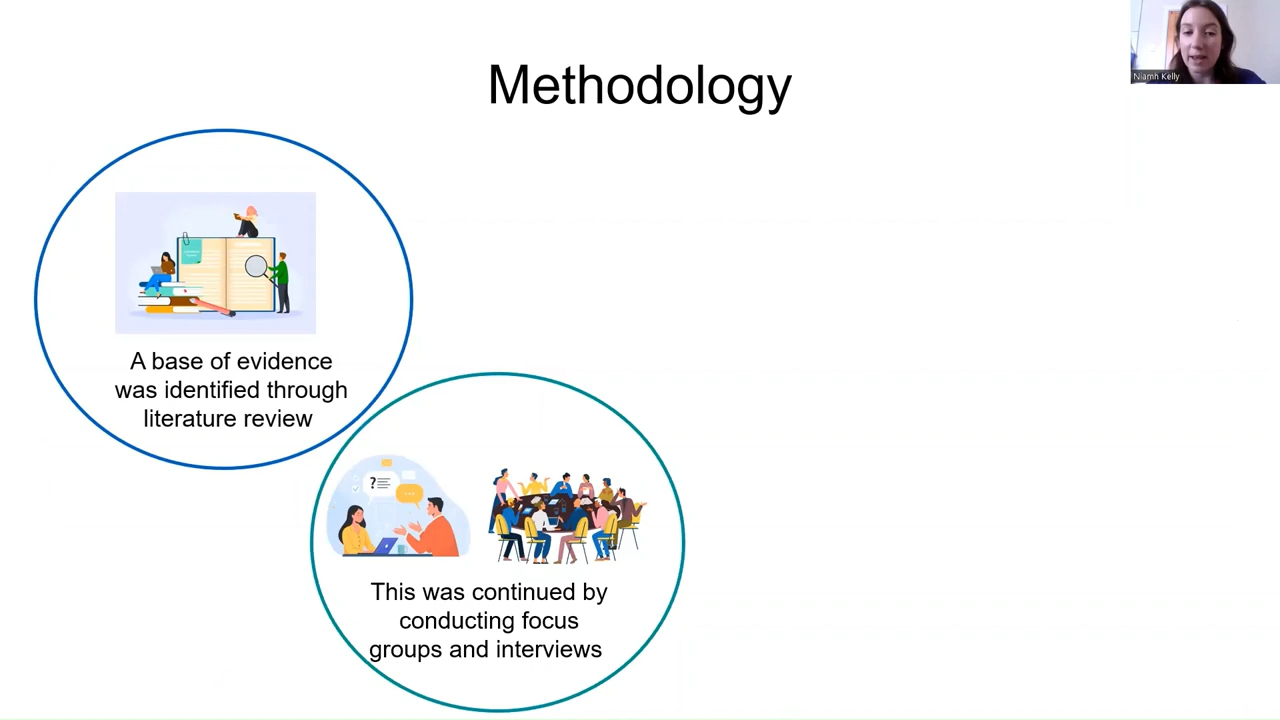 Methodology
Niamh Kelly
A base of evidence
was identified through
literature review
?
This was continued by
conducting focus
groups and interviews